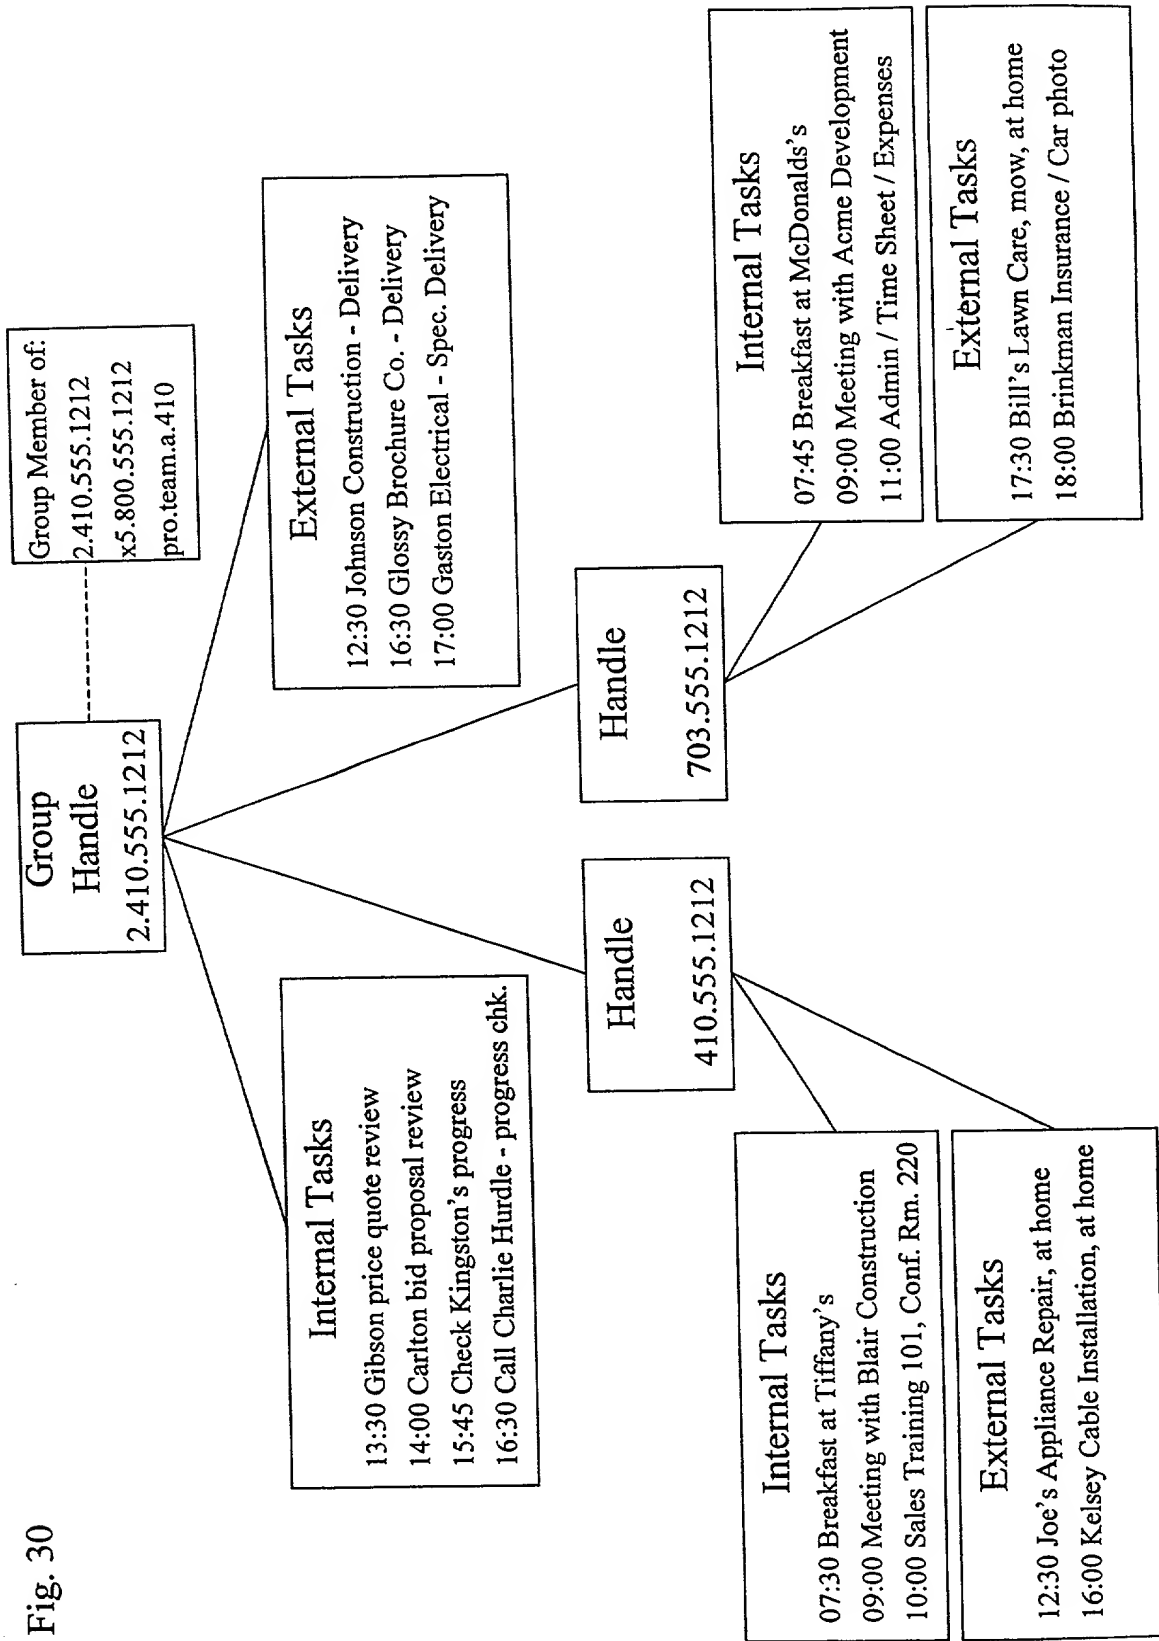 Fig. 30
Group
Handle
2.410.555.1212
Group Member of:
2.410.555.1212
x5.800.555.1212
pro.team.a.410
Internal Tasks
13:30 Gibson price quote review
14:00 Carlton bid proposal review
15:45 Check Kingston's progress
16:30 Call Charlie Hurdle - progress chk.
External Tasks
12:30 Johnson Construction - Delivery
16:30 Glossy Brochure Co. - Delivery
17:00 Gaston Electrical - Spec. Delivery
Handle
410.555.1212
Handle
703.555.1212
Internal Tasks
07:30 Breakfast at Tiffany's
09:00 Meeting with Blair Construction
10:00 Sales Training 101, Conf. Rm. 220
External Tasks
12:30 Joe's Appliance Repair, at home
16:00 Kelsey Cable Installation, at home
Internal Tasks
07:45 Breakfast at McDonalds's
09:00 Meeting with Acme Development
11:00 Admin / Time Sheet / Expenses
External Tasks
17:30 Bill's Lawn Care, mow, at home
18:00 Brinkman Insurance / Car photo